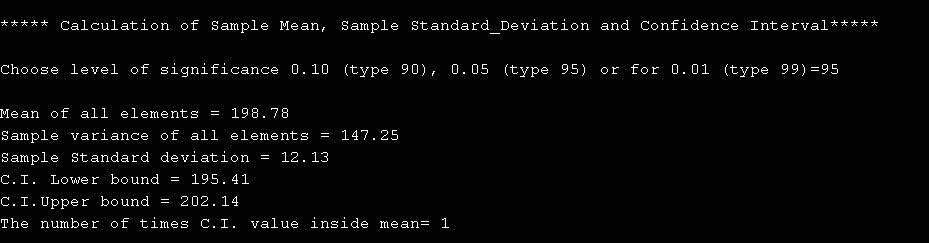 ***** Calculation of Sample Mean, Sample Standard_Deviation and Confidence Interval*****
Choose level of significance 0.10 (type 90), 0.05 (type 95) or for 0.01 (type 99)=95
Mean of all elements = 198.78
Sample variance of all elements = 147.25
Sample Standard deviation = 12.13
C.I. Lower bound = 195.41
C.I.Upper bound = 202.14
The number of times C.I. value inside mean= 1